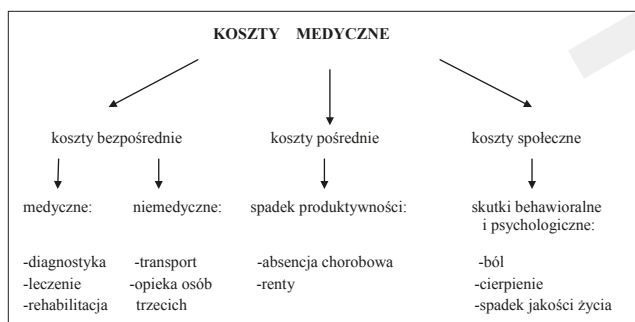 KOSZTY MEDYCZNE
koszty bezpośrednie
koszty pośrednie
koszty społeczne
medyczne:
-diagnostyka
-leczenie
-rehabilitacja
niemedyczne:
-transport
-opieka osób
trzecich
spadek produktywności:
-absencja chorobowa
-renty
skutki behawioralne
i psychologiczne:
-ból
-cierpienie
-spadek jakości życia